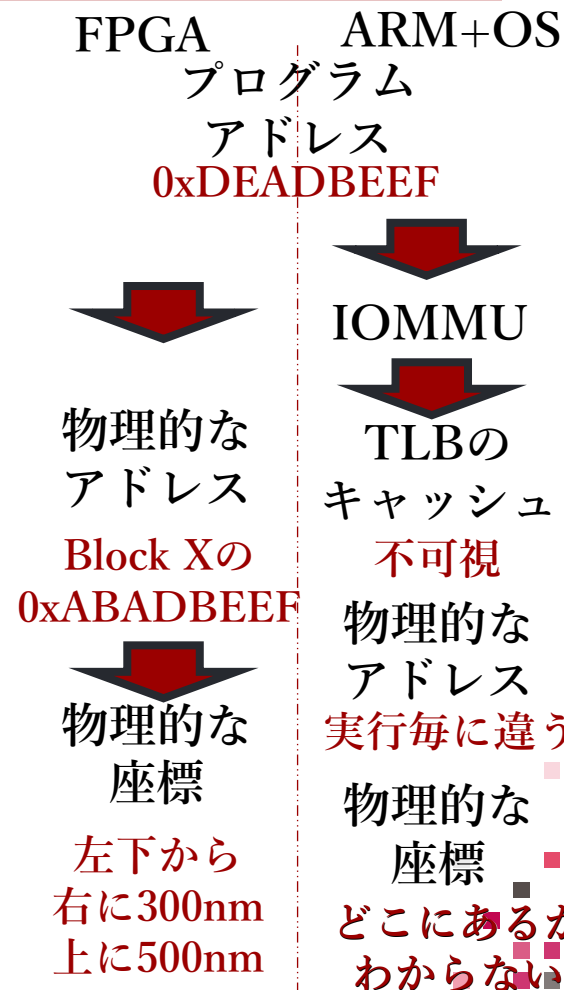 FPGA
ARM+OS
プログラム
アドレス
0xDEADBEEF
物理的な
アドレス
Block Xの
0xABADBEEF
物理的な
座標
左下から
右に300nm
上に500nm
IOMMU
TLBの
キャッシュ
不可視
物理的な
アドレス
実行毎に違う
物理的な
座標
どこにあるか
わからない